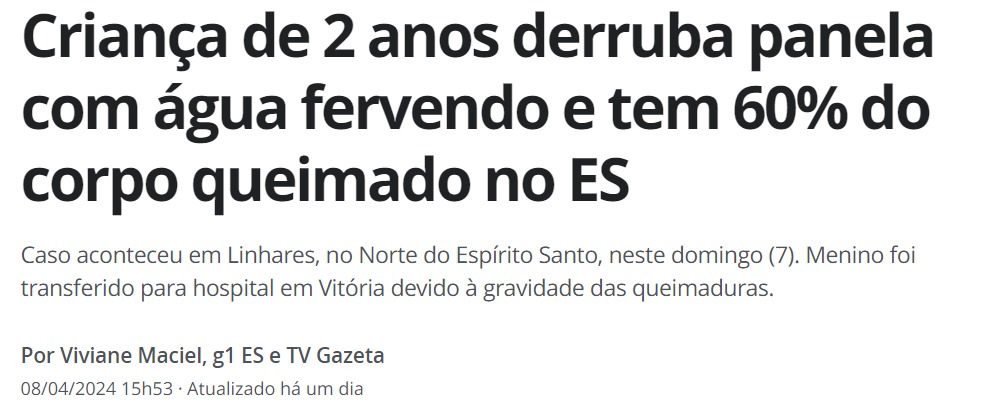 Criança de 2 anos derruba panela
com água fervendo e tem 60% do
corpo queimado no ES
Caso aconteceu em Linhares, no Norte do Espírito Santo, neste domingo (7). Menino foi
transferido para hospital em Vitória devido à gravidade das queimaduras.
Por Viviane Maciel, g1 ES e TV Gazeta
08/04/2024 15h53 · Atualizado há um dia